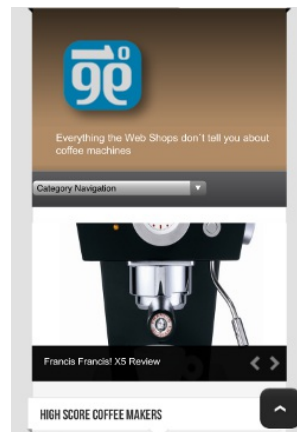 Everything the Web Shops don´t tell you about
coffee machines
Category Navigation
Francis Francis! X5 Review
HIGH SCORE COFFEE MAKERS